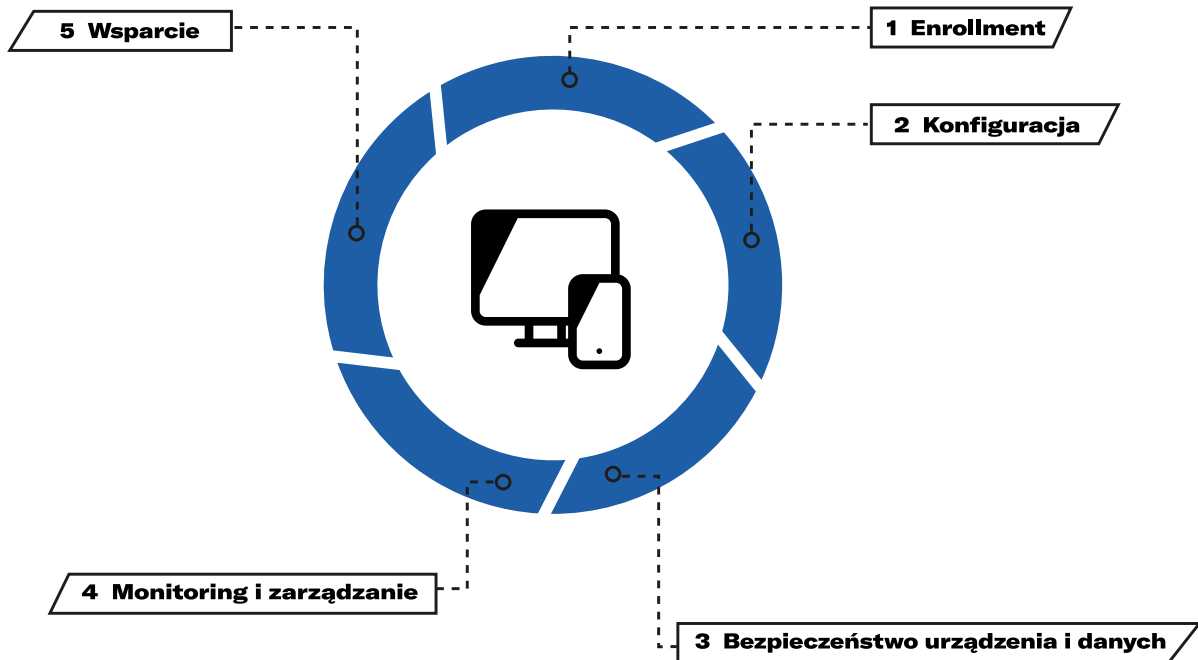 5 Wsparcie
1 Enrollment
2 Konfiguracja
4 Monitoring i zarządzanie
3 Bezpieczeństwo urządzenia i danych